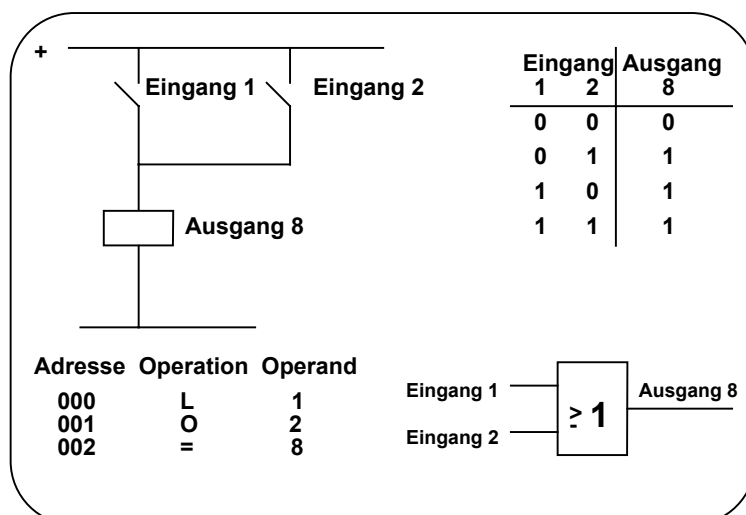 +
Eingang 1 Eingang 2
Ausgang 8
Eingang Ausgang
1 2 8
0 0 0
0 1 1
1 0 1
1 1 1
Adresse Operation Operand
000 L 1
001 O 2
002 = 8
Eingang 1
Eingang 2
≥ 1
Ausgang 8